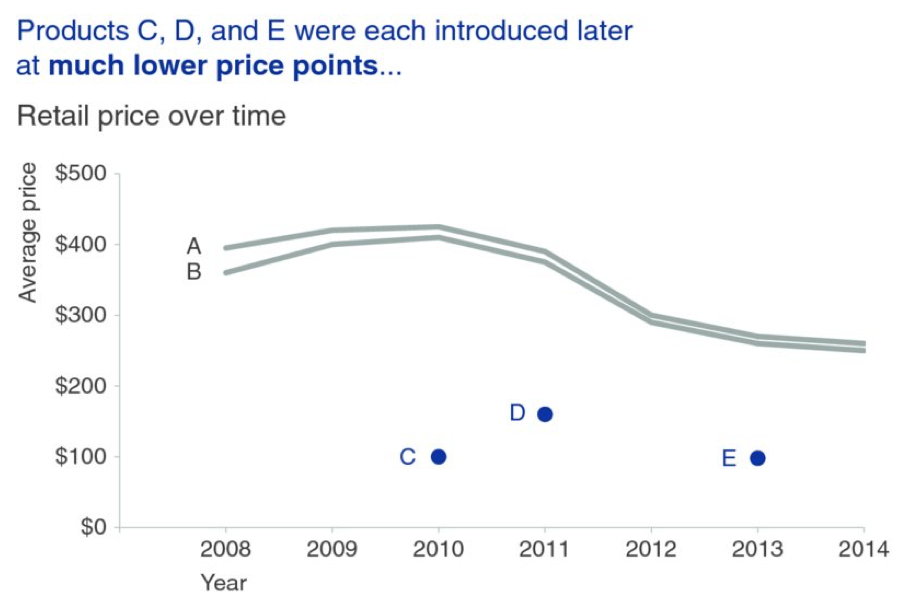 Products C, D, and E were each introduced later
at much lower price points...
Retail price over time
Average price
$500
$400
$300
$200
$100
$0
A
B
C
D
E
2008 2009 2010 2011 2012 2013 2014
Year